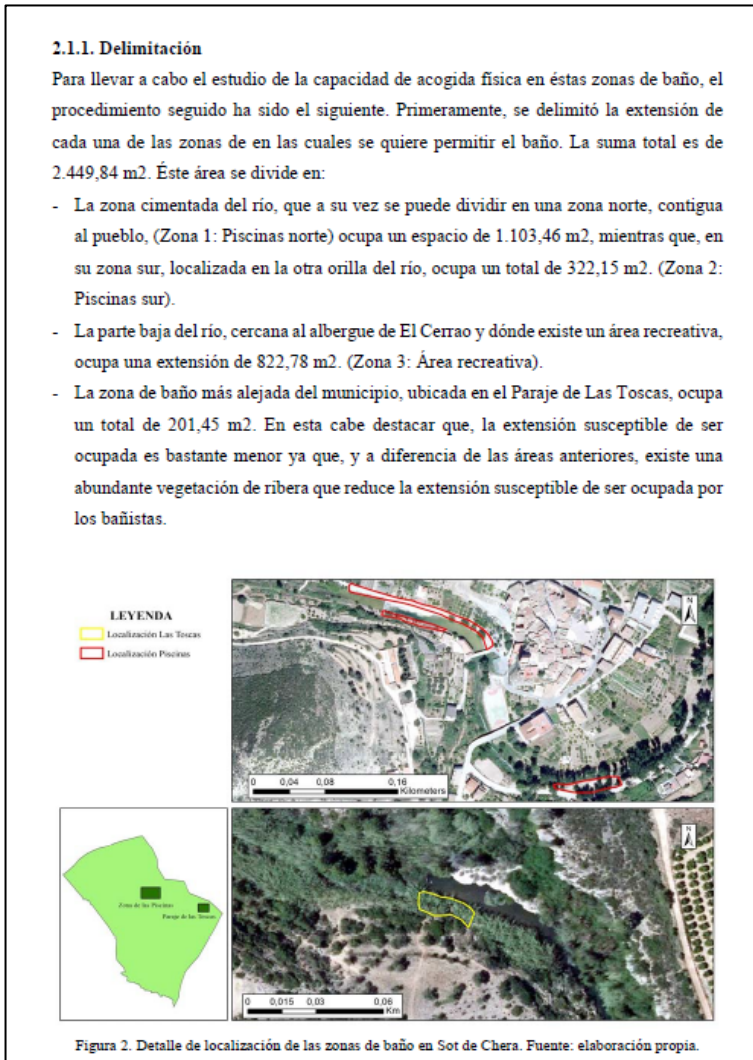 2.1.1. Delimitación
Para llevar a cabo el estudio de la capacidad de acogida física en éstas zonas de baño, el
procedimiento seguido ha sido el siguiente. Primeramente, se delimitó la extensión de
cada una de las zonas de en las cuales se quiere permitir el baño. La suma total es de
2.449,84 m2. Éste área se divide en:
- La zona cimentada del río, que a su vez se puede dividir en una zona norte, contigua
al pueblo, (Zona 1: Piscinas norte) ocupa un espacio de 1.103,46 m2, mientras que, en
su zona sur, localizada en la otra orilla del río, ocupa un total de 322,15 m2. (Zona 2:
Piscinas sur).
- La parte baja del río, cercana al albergue de El Cerrao y dónde existe un área recreativa,
ocupa una extensión de 822,78 m2. (Zona 3: Área recreativa).
- La zona de baño más alejada del municipio, ubicada en el Paraje de Las Toscas, ocupa
un total de 201,45 m2. En esta cabe destacar que, la extensión susceptible de ser
ocupada es bastante menor ya que, y a diferencia de las áreas anteriores, existe una
abundante vegetación de ribera que reduce la extensión susceptible de ser ocupada por
los bañistas.
LEYENDA
Localización Las Toscas
Localización Piscinas
N
0 0,04 0,08 0,16
Kilometers
Zona de las Piscinas
Paraje de las Toscas
N
0 0,015 0,03 0,06
Km
Figura 2. Detalle de localización de las zonas de baño en Sot de Chera. Fuente: elaboración propia.